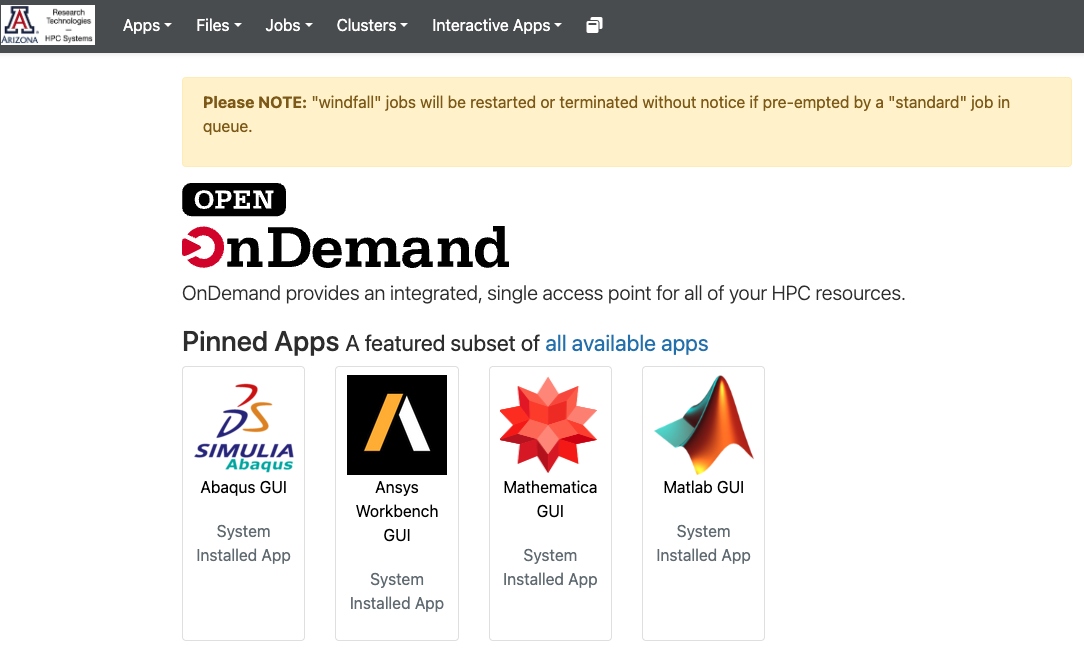 Research
Technologies
—
HPC Systems
ARIZONA
Apps
Files
Jobs
Clusters
Interactive Apps
Please NOTE: "windfall" jobs will be restarted or terminated without notice if pre-empted by a "standard" job in
queue.
OPEN
OnDemand
OnDemand provides an integrated, single access point for all of your HPC resources.
Pinned Apps A featured subset of all available apps
SIMULIA
Abaqus
Abaqus GUI
System
Installed App
Ansys
Workbench
GUI
System
Installed App
Mathematica
GUI
System
Installed App
Matlab GUI
System
Installed App